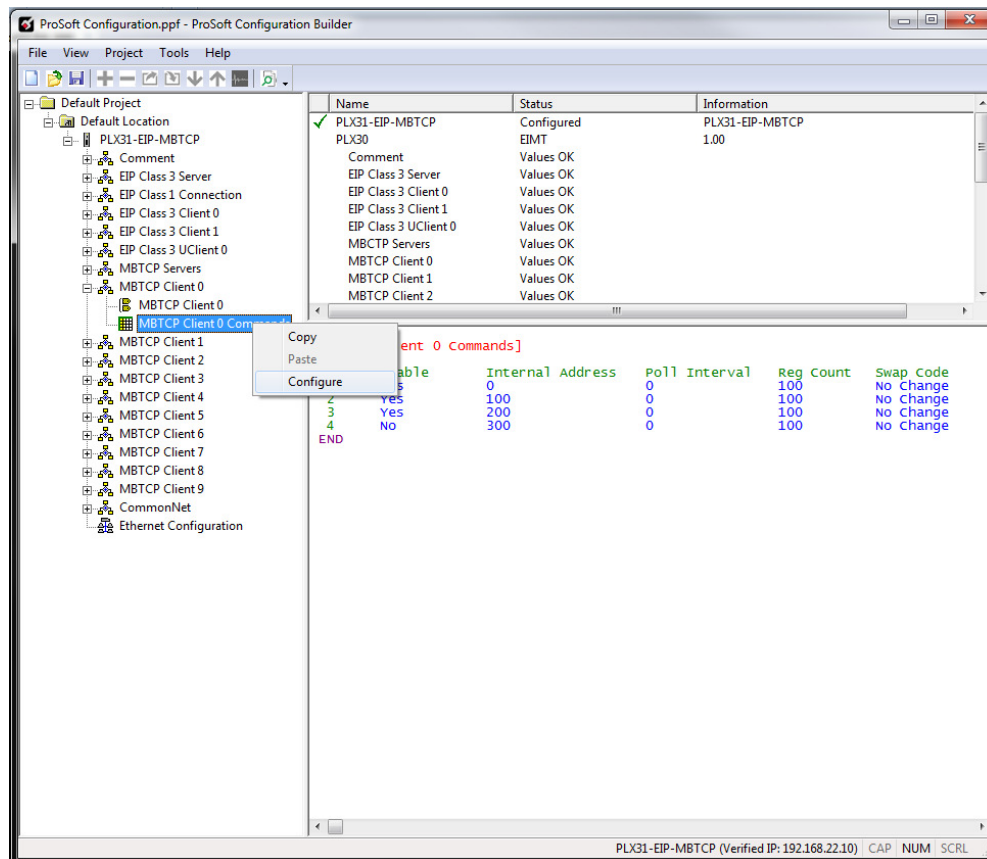 ProSoft Configuration.ppf - ProSoft Configuration Builder
File View Project Tools Help
Default Project
Default Location
PLX31-EIP-MBTCP
Comment
EIP Class 3 Server
EIP Class 1 Connection
EIP Class 3 Client 0
EIP Class 3 Client 1
EIP Class 3 UClient 0
MBTCP Servers
MBTCP Client 0
MBTCP Client 0
MBTCP Client 0 Commands
MBTCP Client 1
MBTCP Client 2
MBTCP Client 3
MBTCP Client 4
MBTCP Client 5
MBTCP Client 6
MBTCP Client 7
MBTCP Client 8
MBTCP Client 9
CommonNet
Ethernet Configuration
Name Status Information
PLX31-EIP-MBTCP Configured PLX31-EIP-MBTCP
PLX30 EIMT 1.00
Comment Values OK
EIP Class 3 Server Values OK
EIP Class 3 Client 0 Values OK
EIP Class 3 Client 1 Values OK
EIP Class 3 UClient 0 Values OK
MBCTP Servers Values OK
MBTCP Client 0 Values OK
MBTCP Client 1 Values OK
MBTCP Client 2 Values OK
Copy
Paste
Configure
ent 0 Commands]
able Internal Address Poll Interval Reg Count Swap Code
s 0 0 100 No Change
2 Yes 100 0 100 No Change
3 Yes 200 0 100 No Change
4 No 300 0 100 No Change
END
PLX31-EIP-MBTCP (Verified IP: 192.168.22.10) CAP NUM SCRL